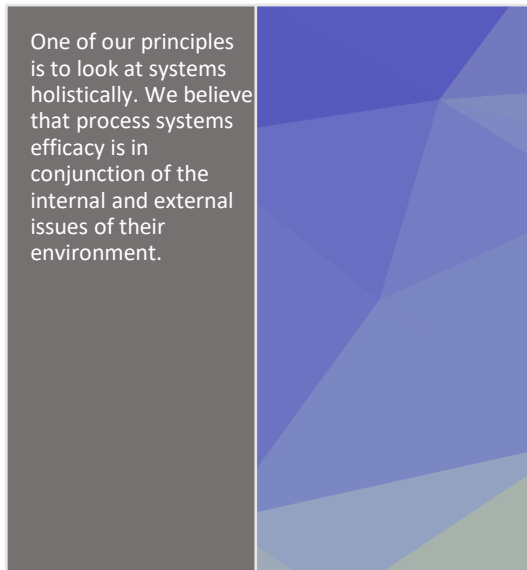 One of our principles
is to look at systems
holistically. We believe
that process systems
efficacy is in
conjunction of the
internal and external
issues of their
environment.